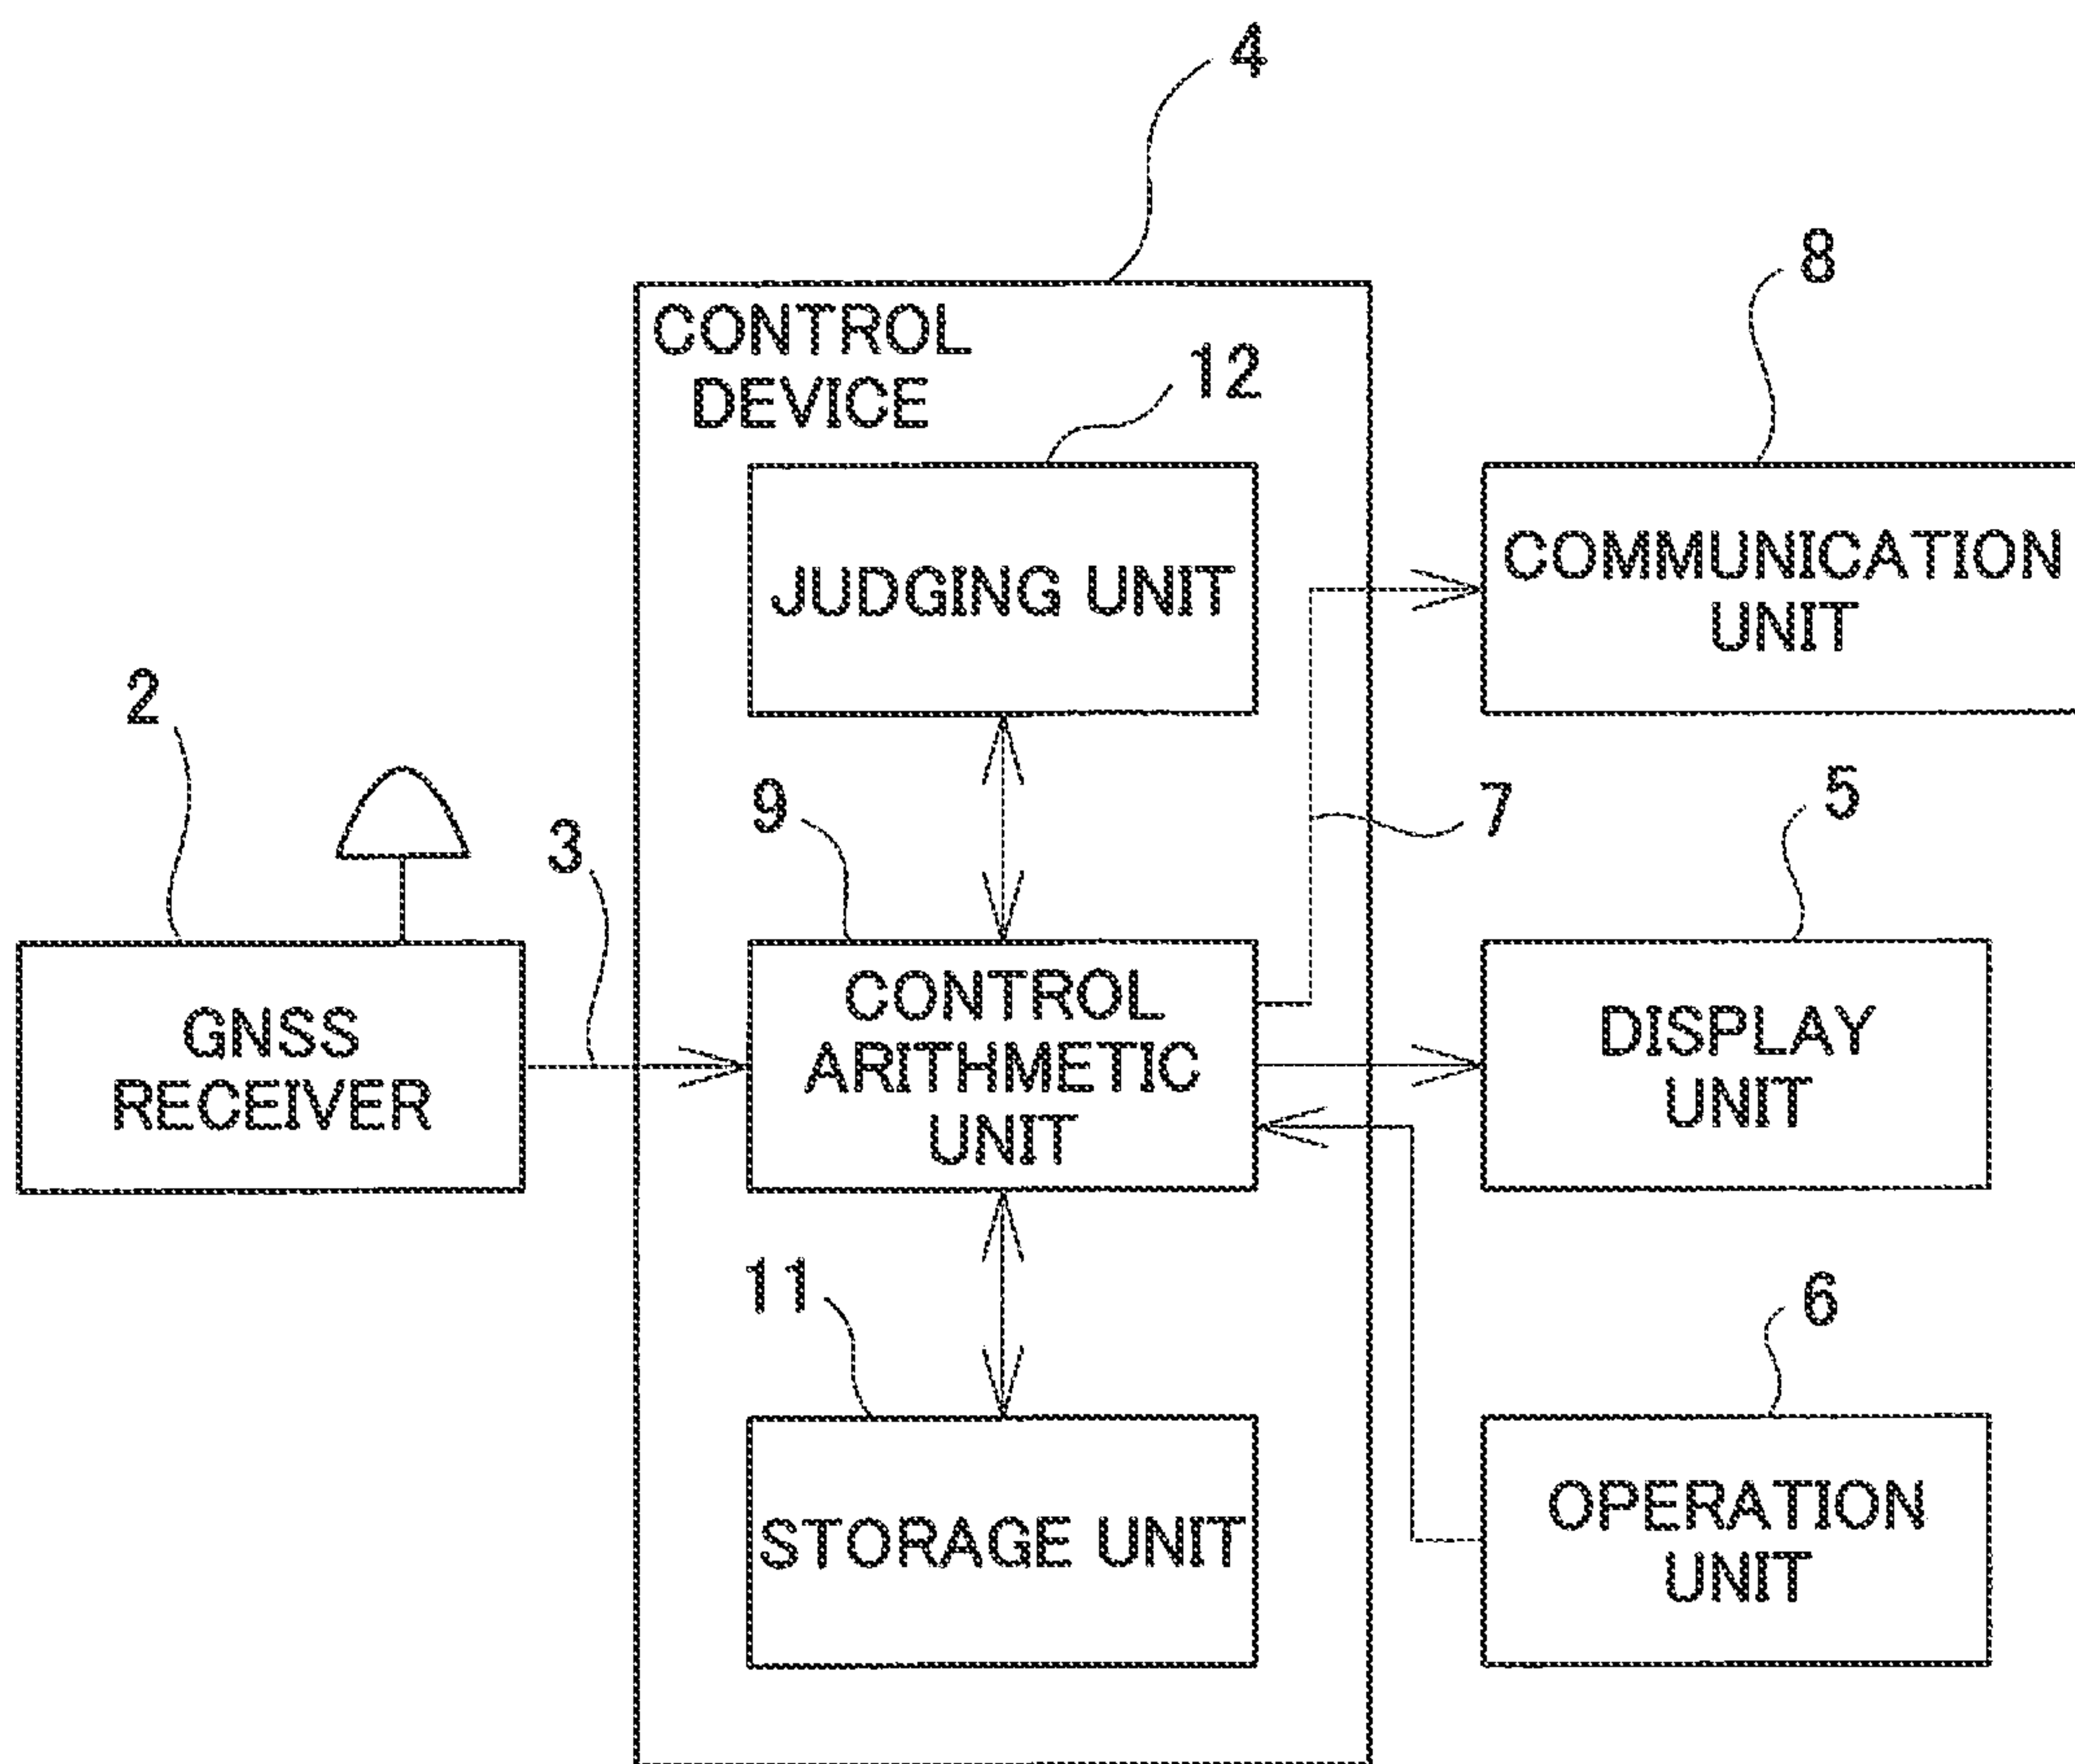 4
8
CONTROL
DEVICE
12
JUDGING UNIT
COMMUNICATION
UNIT
2
3
9
7
5
GNSS
RECEIVER
CONTROL
ARITHMETIC
UNIT
DISPLAY
UNIT
11
6
STORAGE UNIT
OPERATION
UNIT